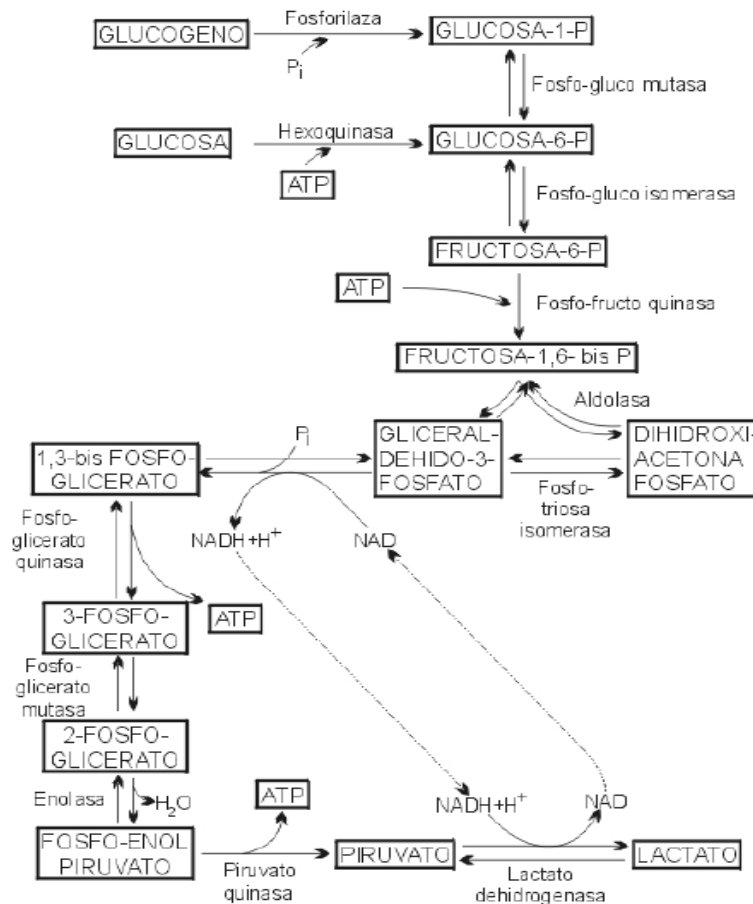 GLUCOGENO
Fosforilaza
Pi
GLUCOSA-1-P
Fosfo-gluco mutasa
GLUCOSA
Hexoquinasa
ATP
GLUCOSA-6-P
Fosfo-gluco isomerasa
FRUCTOSA-6-P
ATP
Fosfo-fructo quinasa
FRUCTOSA-1,6- bis P
Aldolasa
1,3-bis FOSFO-
GLICERATO
Pi
GLICERAL-
DEHIDO-3-
FOSFATO
DIHIDROXI-
ACETONA
FOSFATO
Fosfo-
triosa
isomerasa
Fosfo-
glicerato
quinasa
NADH+H+
NAD
ATP
3-FOSFO-
GLICERATO
Fosfo-
glicerato
mutasa
2-FOSFO-
GLICERATO
Enolasa
H2O
ATP
NADH+H+
NAD
FOSFO-ENOL
PIRUVATO
Piruvato
quinasa
PIRUVATO
Lactato
dehidrogenasa
LACTATO